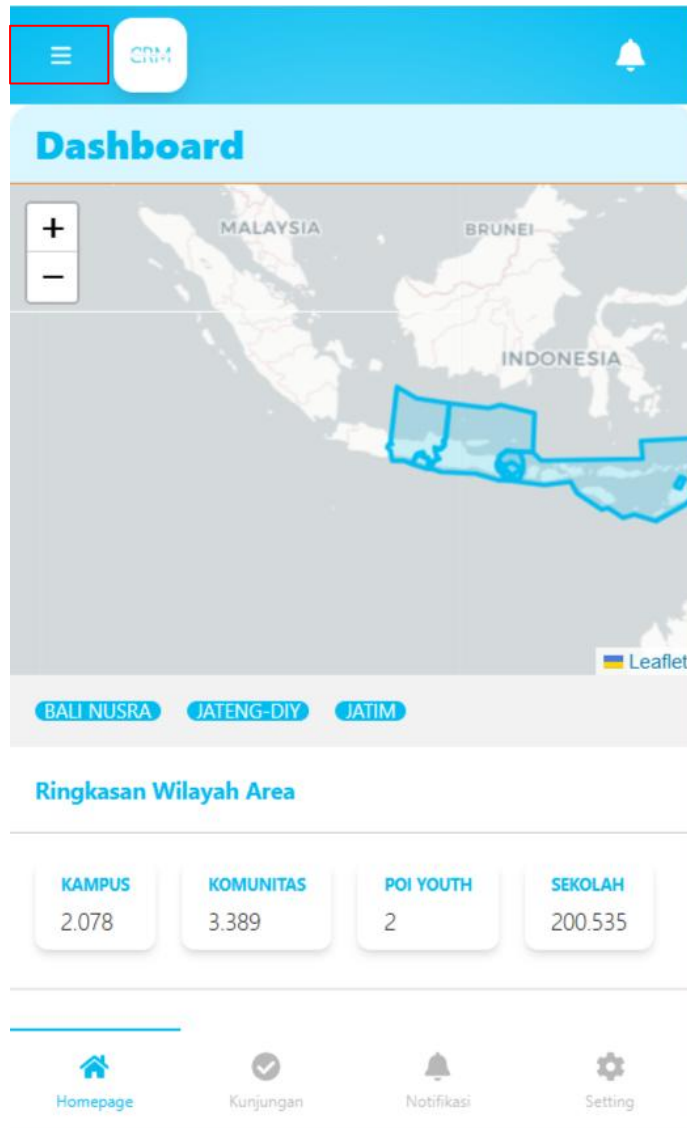 CRM
Dashboard
+
MALAYSIA
BRUNEI
−
INDONESIA
Leaflet
BALI NUSRA JATENG-DIY JATIM
Ringkasan Wilayah Area
KAMPUS KOMUNITAS POI YOUTH SEKOLAH
2.078 3.389 2 200.535
Homepage Kunjungan Notifikasi Setting